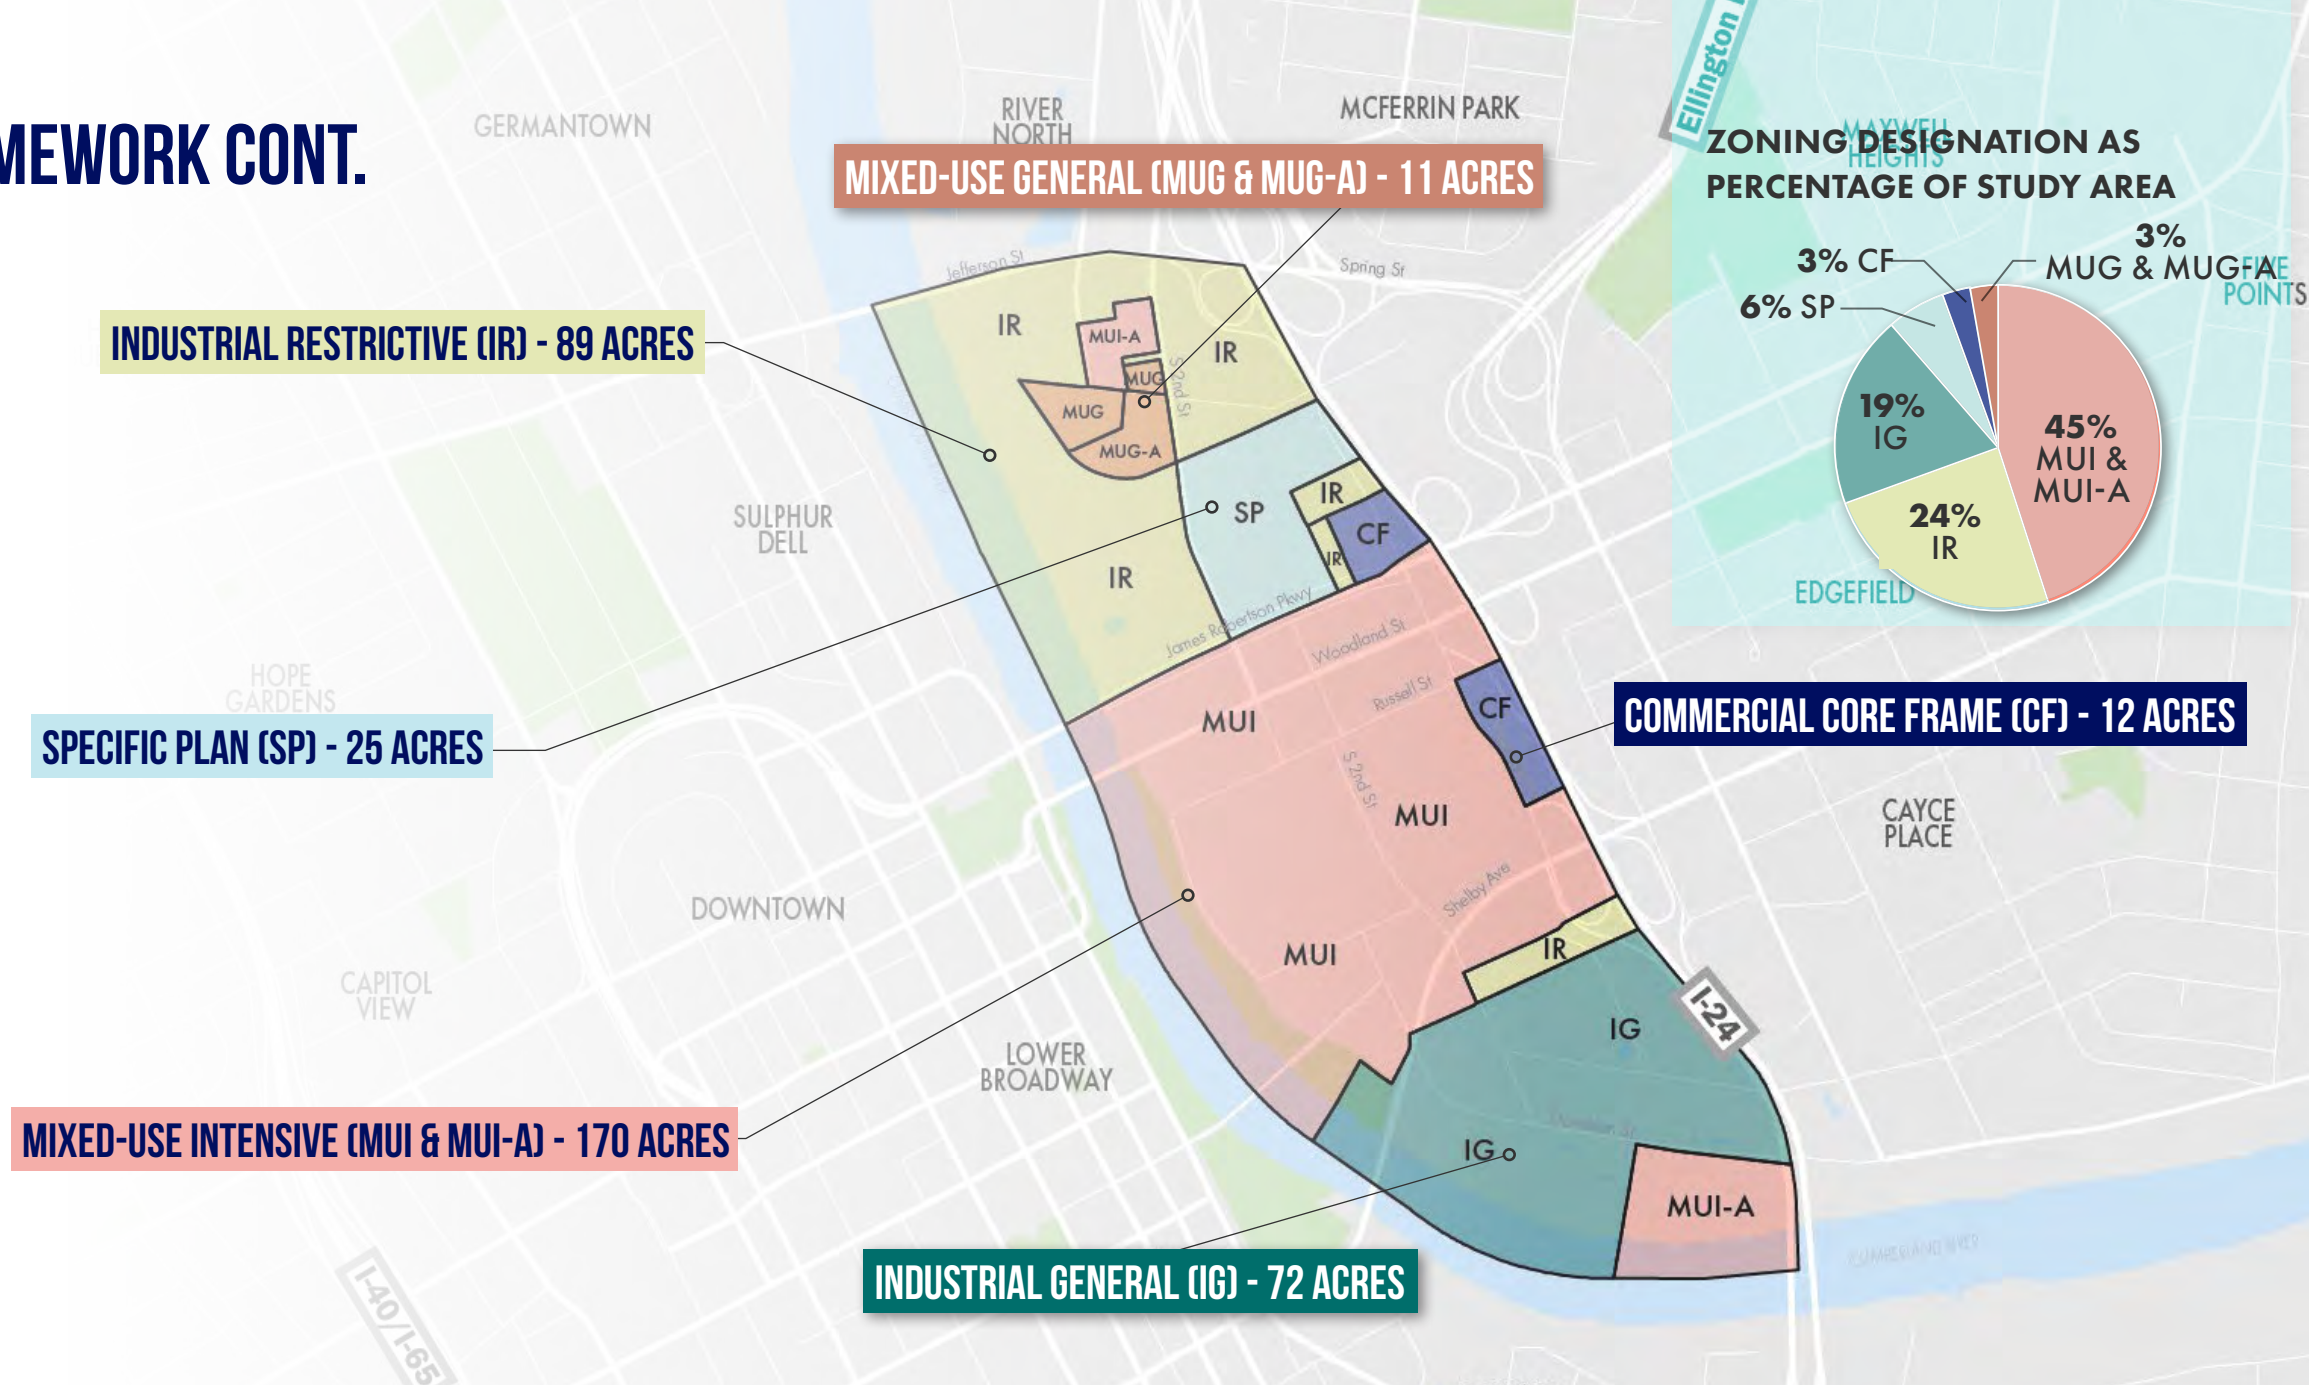 MEWORK CONT.
GERMANTOWN
RIVER
NORTH
MCFERRIN PARK
Ellington
MIXED-USE GENERAL (MUG & MUG-A) - 11 ACRES
ZONING DESIGNATION AS
PERCENTAGE OF STUDY AREA
MAXWELL
HEIGHTS
3%
MUG & MUG-A
3% CF
6% SP
FIVE
POINTS
19%
IG
45%
MUI &
MUI-A
24%
IR
EDGEFIELD
Jefferson St
Spring St
INDUSTRIAL RESTRICTIVE (IR) - 89 ACRES
IR
MUI-A
IR
MUG
MUG
MUG-A
S 2nd St
SULPHUR
DELL
SP
IR
CF
IR
IR
James Robertson Pkwy
Woodland St
Russell St
HOPE
GARDENS
SPECIFIC PLAN (SP) - 25 ACRES
MUI
CF
COMMERCIAL CORE FRAME (CF) - 12 ACRES
S 2nd St
MUI
CAYCE
PLACE
Shelby Ave
DOWNTOWN
MUI
IR
CAPITOL
VIEW
IG
I-24
LOWER
BROADWAY
MIXED-USE INTENSIVE (MUI & MUI-A) - 170 ACRES
IG
MUI-A
CUMBERLAND RIVER
INDUSTRIAL GENERAL (IG) - 72 ACRES
I-40/I-65